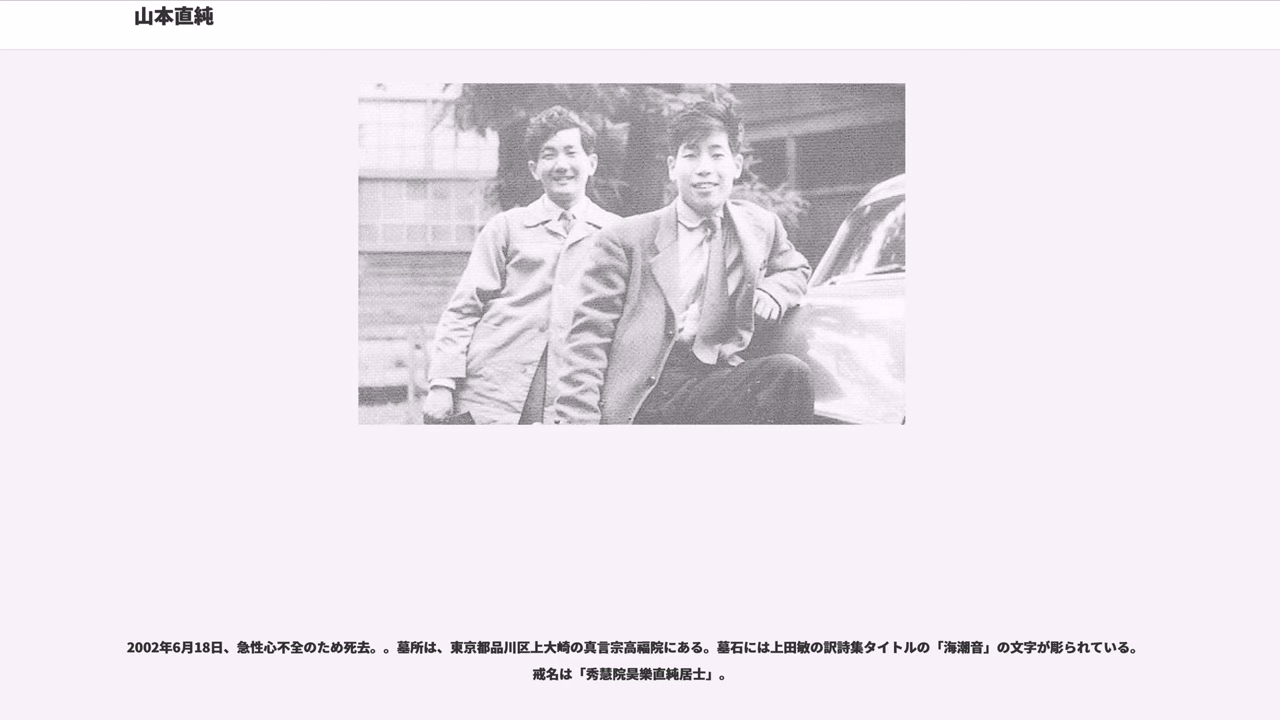 山本直純
2002年6月18日、急性心不全のため死去。。墓所は、東京都品川区上大崎の真言宗高福院にある。墓石には上田敏の訳詩集タイトルの「海潮音」の文字が彫られている。
戒名は「秀慧院昊樂直純居士」。